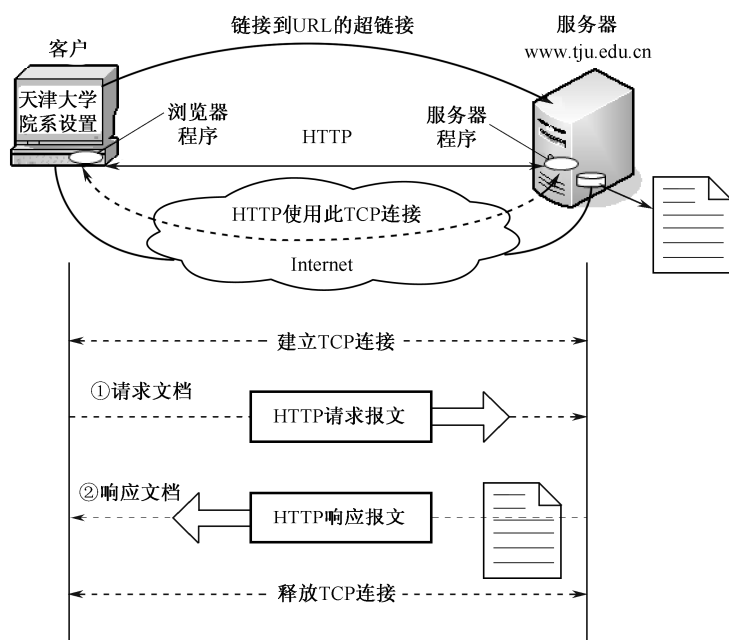 链接到URL的超链接
服务器
www.tju.edu.cn
客户
天津大学
院系设置
浏览器
程序
HTTP
服务器
程序
HTTP使用此TCP连接
Internet
建立TCP连接
①请求文档
HTTP请求报文
②响应文档
HTTP响应报文
释放TCP连接